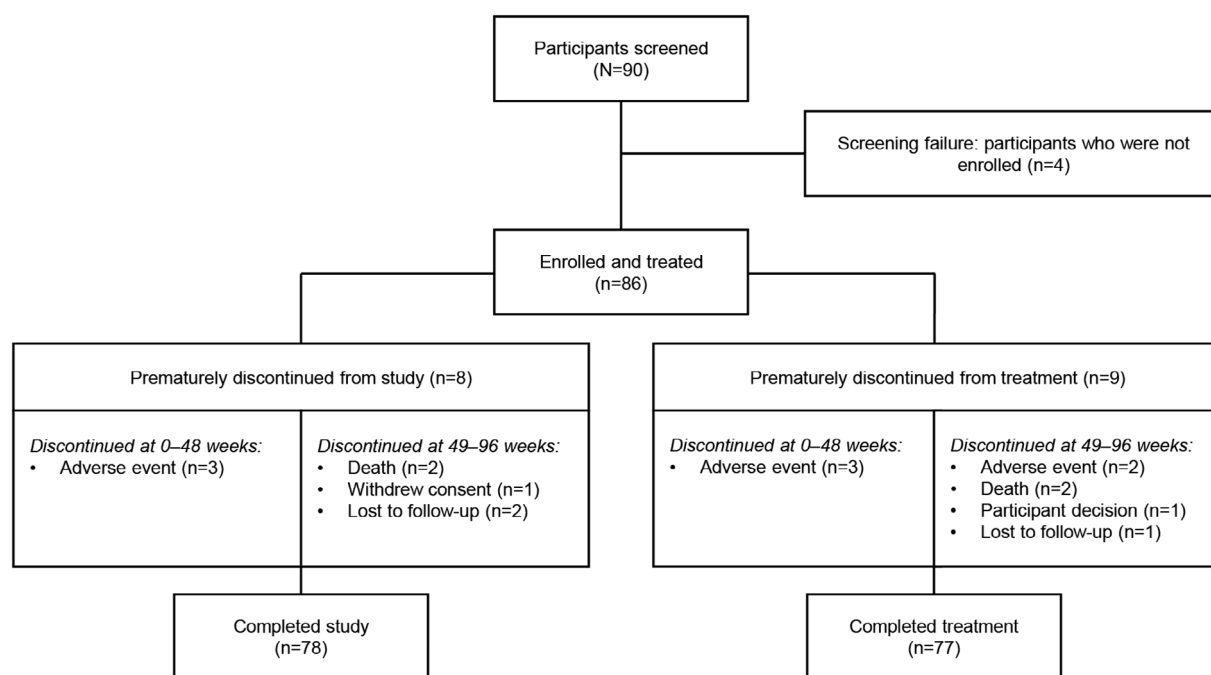 Participants screened
(N=90)
Screening failure: participants who were not
enrolled (n=4)
Enrolled and treated
(n=86)
Prematurely discontinued from study (n=8)
Discontinued at 0–48 weeks:
• Adverse event (n=3)
Discontinued at 49–96 weeks:
• Death (n=2)
• Withdrew consent (n=1)
• Lost to follow-up (n=2)
Prematurely discontinued from treatment (n=9)
Discontinued at 0–48 weeks:
• Adverse event (n=3)
Discontinued at 49–96 weeks:
• Adverse event (n=2)
• Death (n=2)
• Participant decision (n=1)
• Lost to follow-up (n=1)
Completed study
(n=78)
Completed treatment
(n=77)